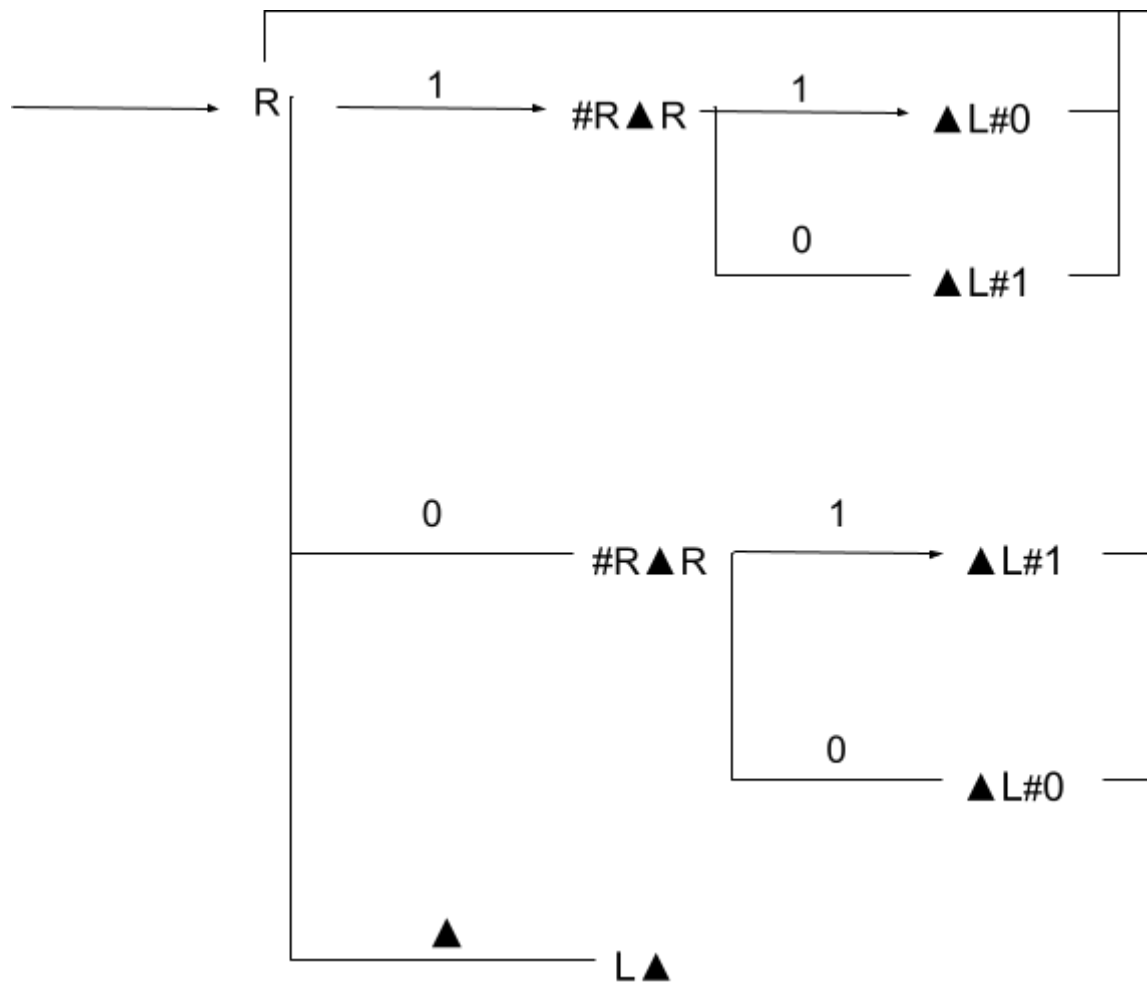 R 1 #R▲R 1 ▲L#0
0 ▲L#1
0 #R▲R 1 ▲L#1
0 ▲L#0
▲ L▲